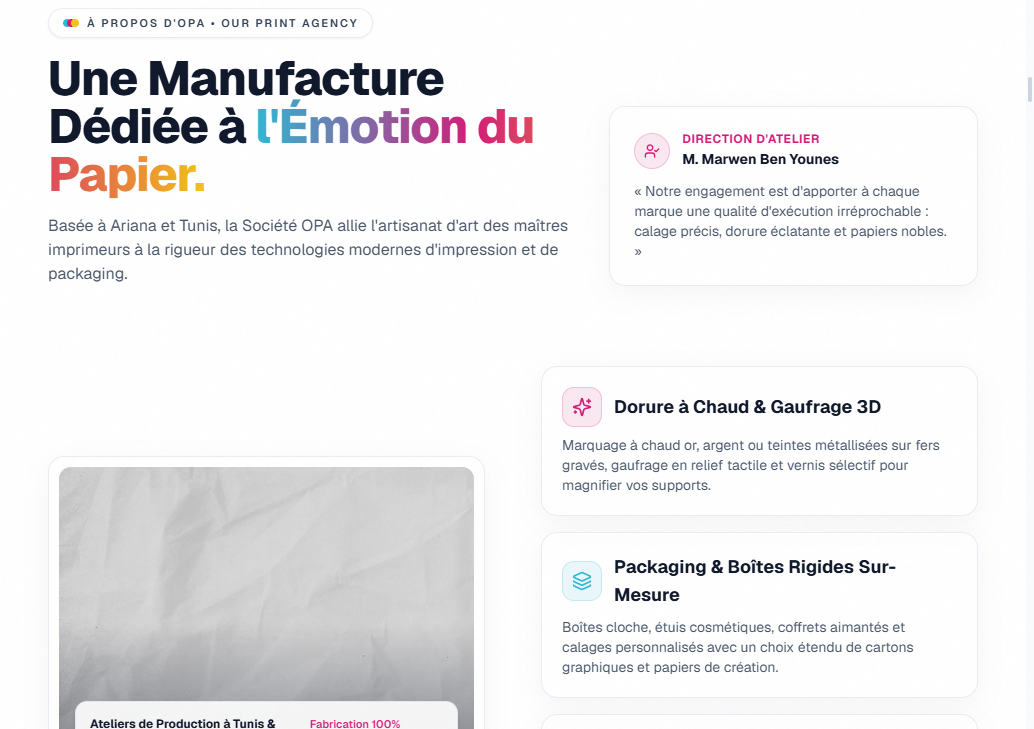 À PROPOS D'OPA • OUR PRINT AGENCY
Une Manufacture
Dédiée à l'Émotion du
Papier.
Basée à Ariana et Tunis, la Société OPA allie l'artisanat d'art des maîtres
imprimeurs à la rigueur des technologies modernes d'impression et de
packaging.
DIRECTION D'ATELIER
M. Marwen Ben Younes
« Notre engagement est d'apporter à chaque
marque une qualité d'exécution irréprochable :
calage précis, dorure éclatante et papiers nobles.
»
Dorure à Chaud & Gaufrage 3D
Marquage à chaud or, argent ou teintes métallisées sur fers
gravés, gaufrage en relief tactile et vernis sélectif pour
magnifier vos supports.
Packaging & Boîtes Rigides Sur-
Mesure
Boîtes cloche, étuis cosmétiques, coffrets aimantés et
calages personnalisés avec un choix étendu de cartons
graphiques et papiers de création.
Ateliers de Production à Tunis &
Fabrication 100%